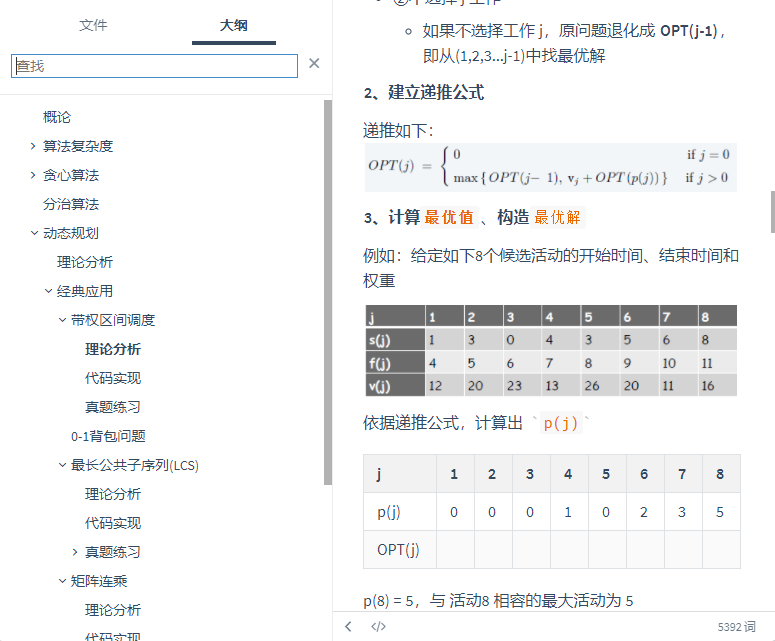 文件
大纲
查找
概论
算法复杂度
贪心算法
分治算法
动态规划
理论分析
经典应用
带权区间调度
理论分析
代码实现
真题练习
0-1背包问题
最长公共子序列(LCS)
理论分析
代码实现
真题练习
矩阵连乘
理论分析
代码实现
②不选择工作 j
如果不选择工作 j，原问题退化成 OPT(j-1)，
即从(1,2,3...j-1)中找最优解
2、建立递推公式
递推如下：
OPT(j) = { 0 if j = 0
max { OPT(j- 1), vj + OPT(p(j)) } if j > 0
3、计算 最优值 、构造 最优解
例如：给定如下8个候选活动的开始时间、结束时间和
权重
j 1 2 3 4 5 6 7 8
s(j) 1 3 0 4 3 5 6 8
f(j) 4 5 6 7 8 9 10 11
v(j) 12 20 23 13 26 20 11 16
依据递推公式，计算出 `p(j)`
j 1 2 3 4 5 6 7 8
p(j) 0 0 0 1 0 2 3 5
OPT(j)
p(8) = 5，与 活动8 相容的最大活动为 5
</> 5392 词